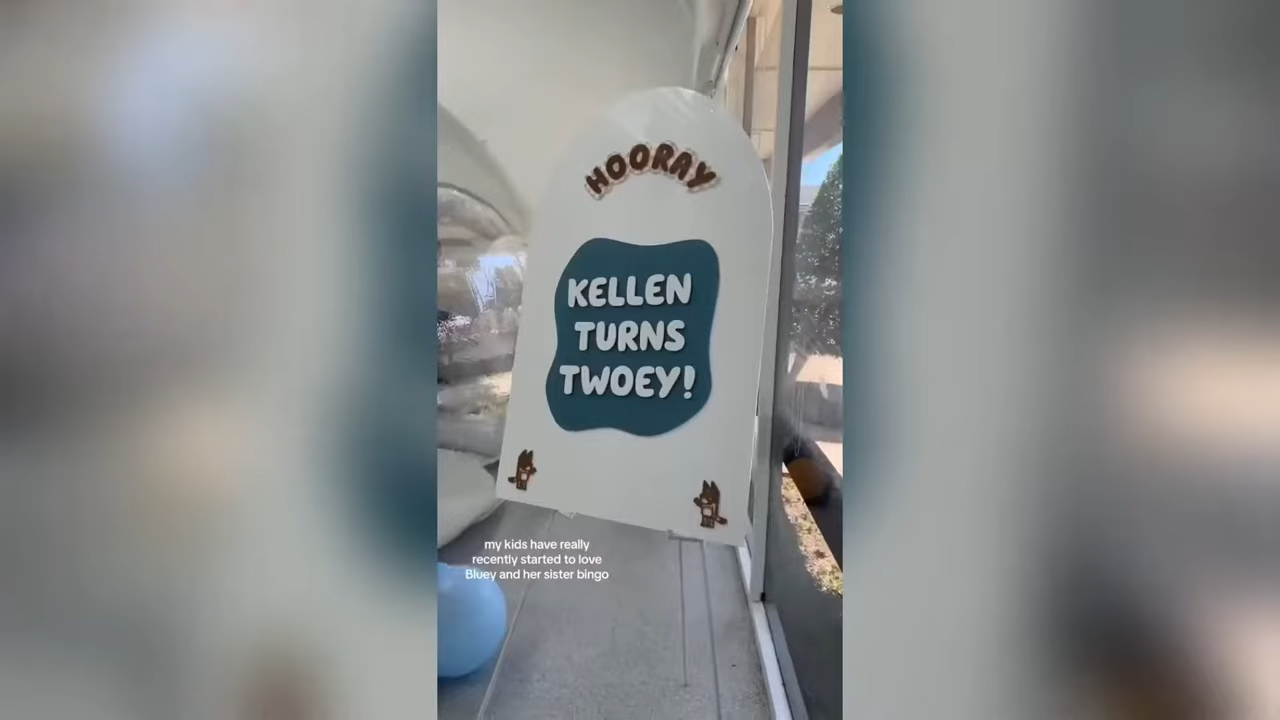 HOORAY
KELLEN
TURNS
TWOEY!
my kids have really
recently started to love
Bluey and her sister bingo